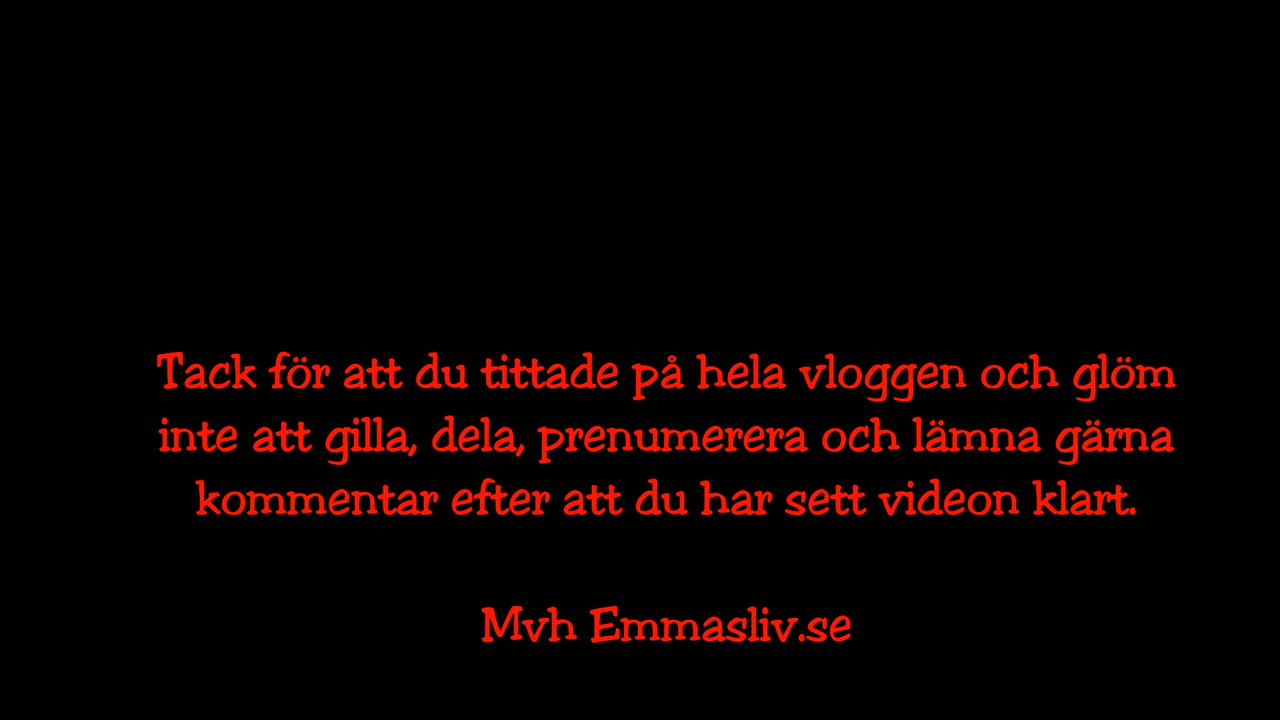 Tack för att du tittade på hela vloggen och glöm
inte att gilla, dela, prenumerera och lämna gärna
kommentar efter att du har sett videon klart.
Mvh Emmasliv.se